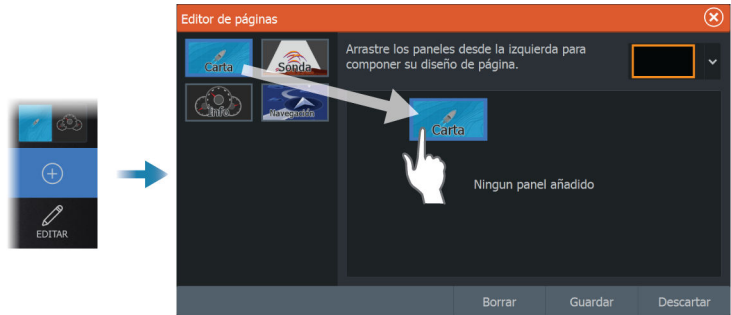 Editor de páginas
Carta
Sonda
Info
Navegación
Arrastre los paneles desde la izquierda para
componer su diseño de página.
Carta
Ningun panel añadido
EDITAR
Borrar
Guardar
Descartar